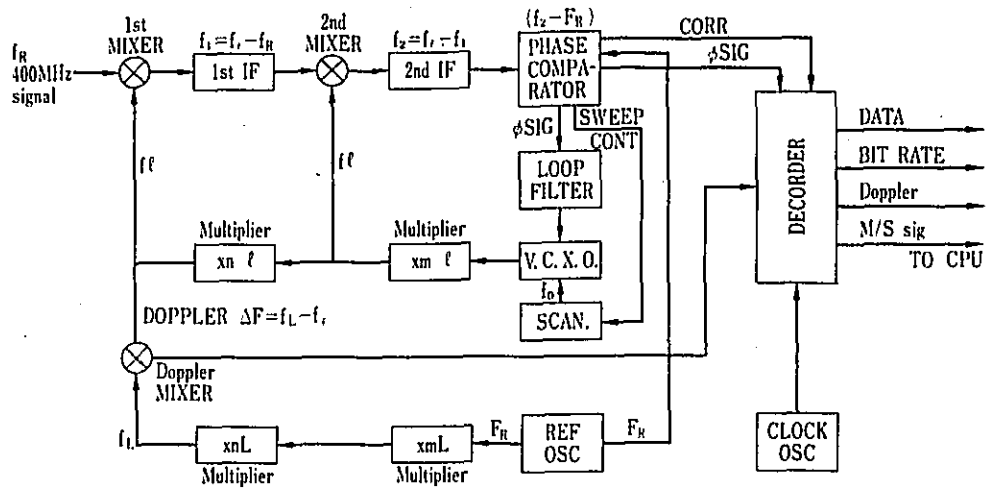 f_R
400MHz
signal
1st
MIXER
f₁=f_ℓ-f_R
1st IF
2nd
MIXER
f₂=f_ℓ-f₁
2nd IF
(f₂-F_R)
PHASE
COMPA-
RATOR
CORR
φSIG
φSIG
SWEEP
CONT
LOOP
FILTER
fℓ
fℓ
Multiplier
xn ℓ
Multiplier
xm ℓ
V. C. X. O.
f₀
SCAN.
DECORDER
DATA
BIT RATE
Doppler
M/S sig
TO CPU
DOPPLER ΔF=f_L-f_ℓ
Doppler
MIXER
f_L
xnL
Multiplier
xmL
Multiplier
F_R
REF
OSC
F_R
CLOCK
OSC